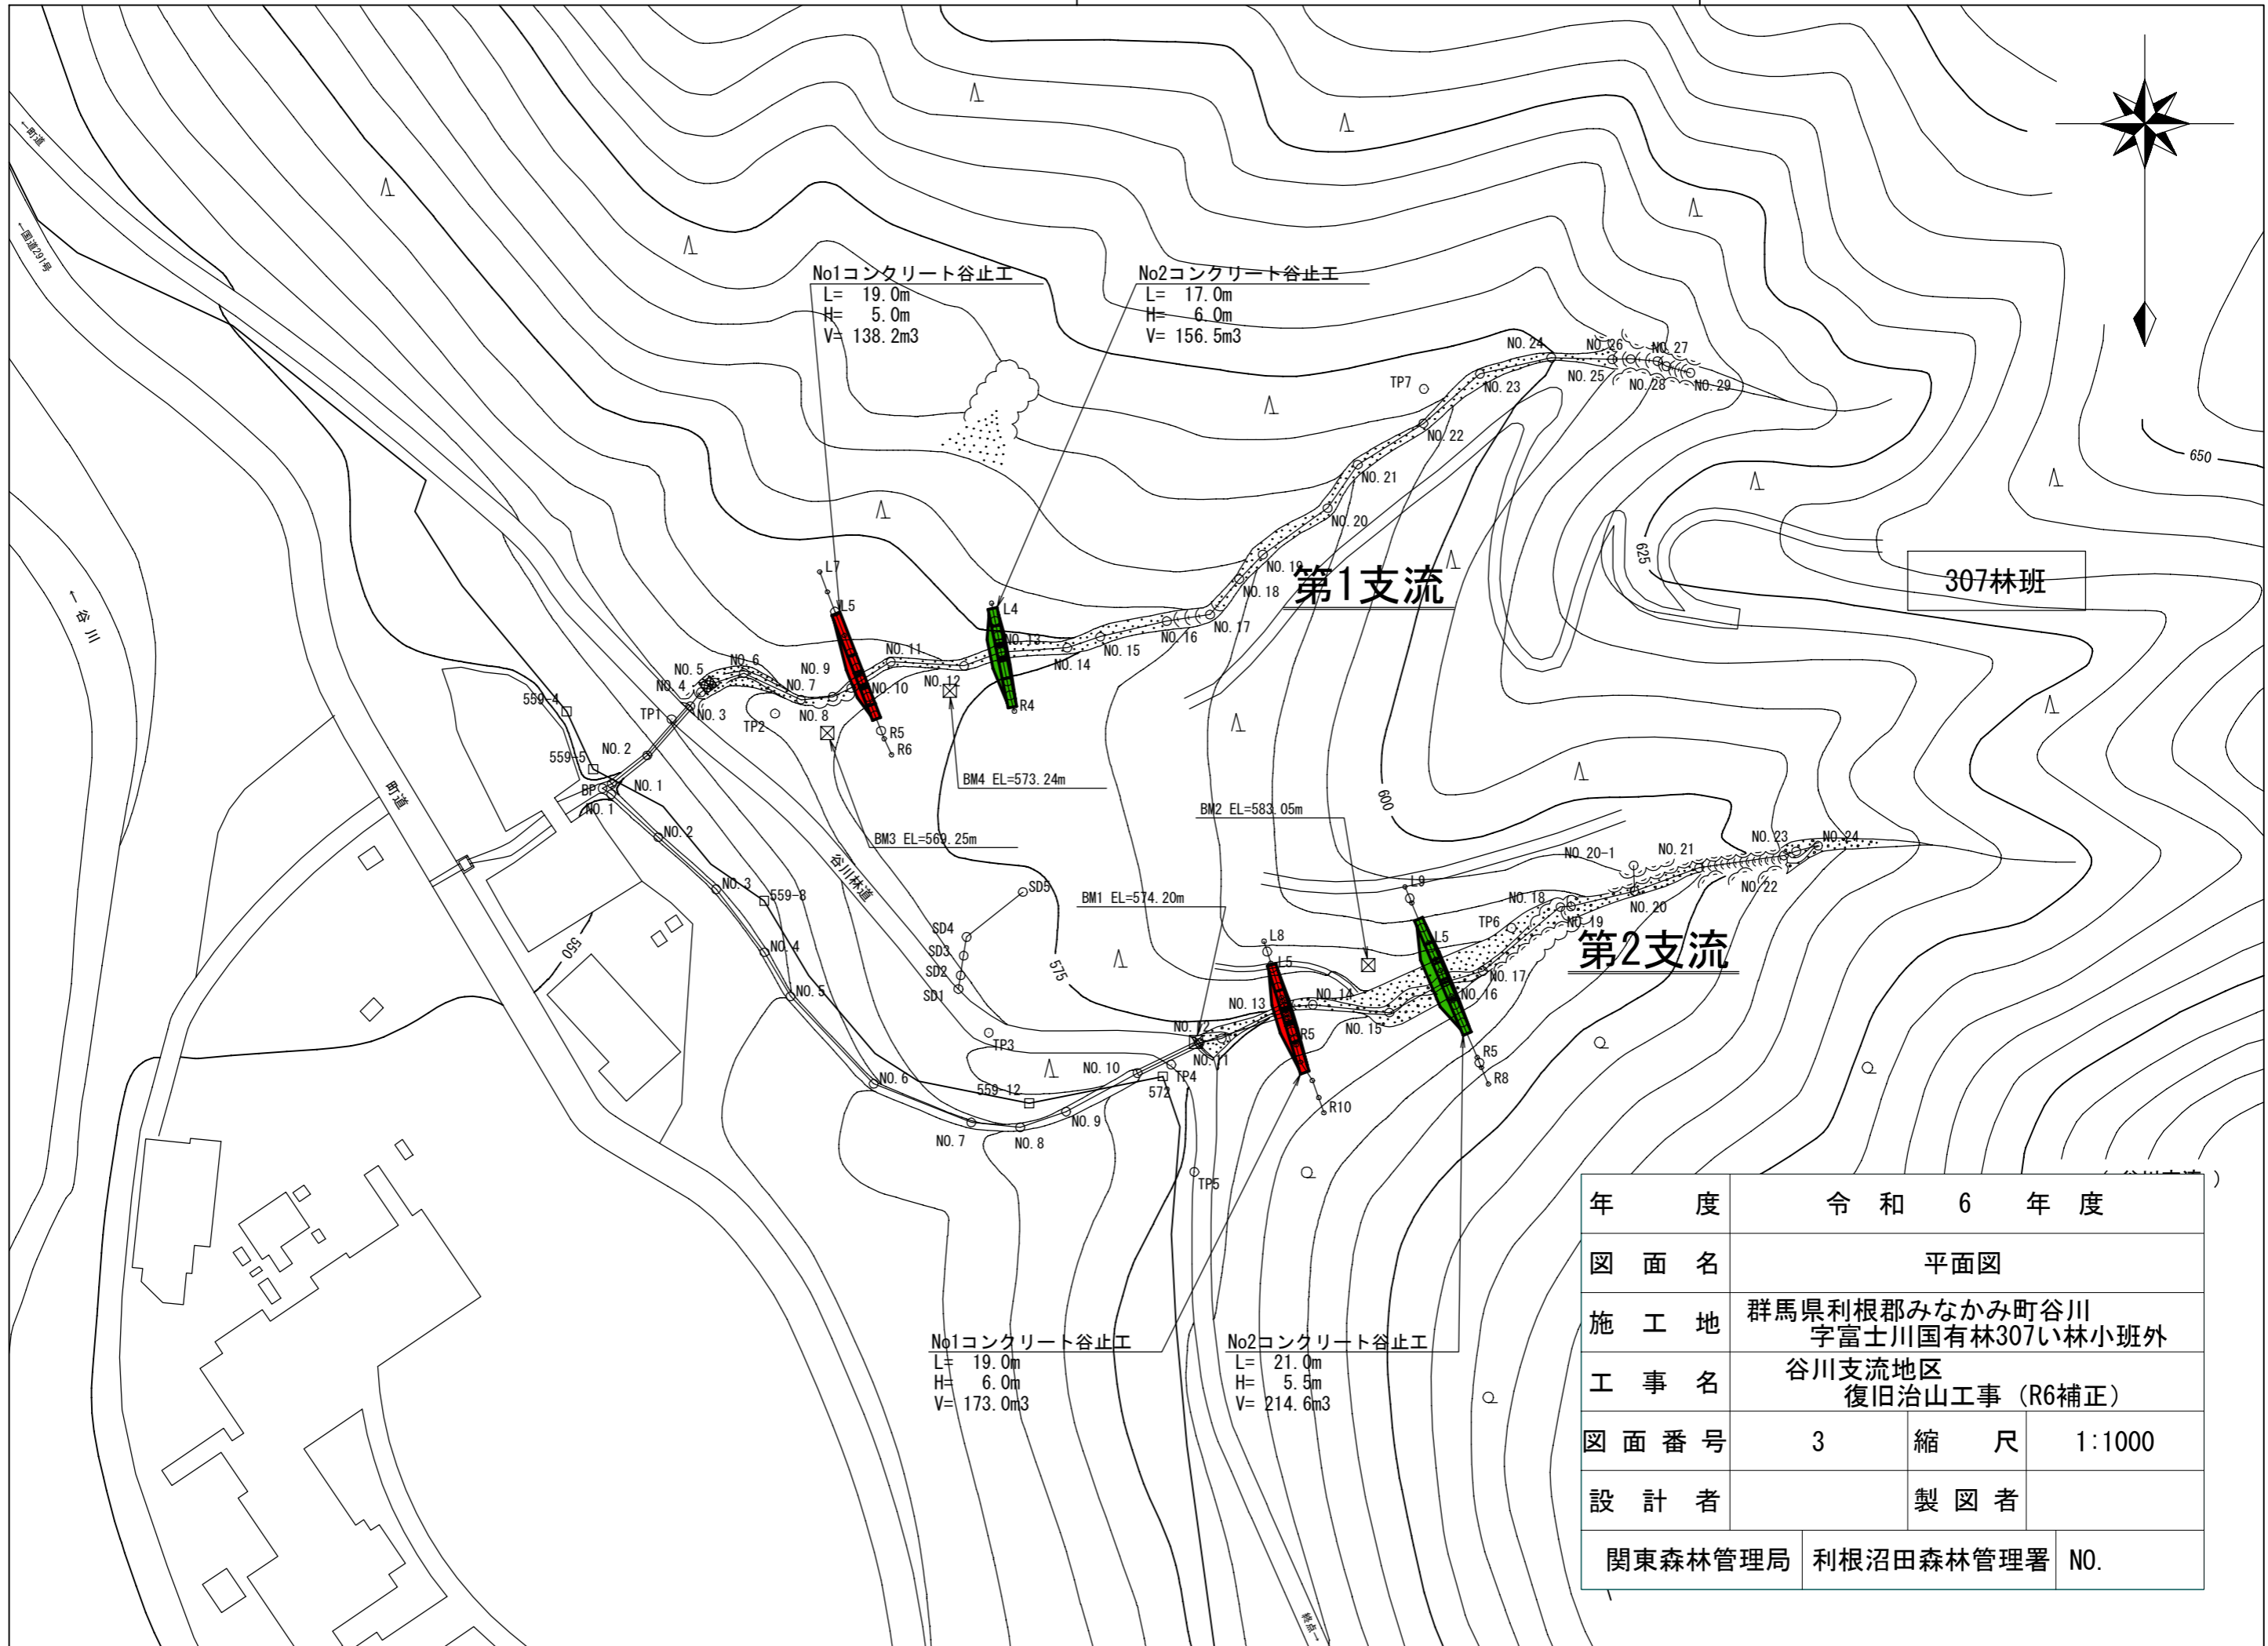 ←町道
←国道291号
←谷川
No1コンクリート谷止工
L= 19.0m
H= 5.0m
V= 138.2m3
No2コンクリート谷止工
L= 17.0m
H= 6.0m
V= 156.5m3
NO.24
NO.26
NO.27
TP7
NO.23
NO.25
NO.28
NO.29
NO.22
650
NO.21
NO.20
625
NO.19
第1支流
307林班
NO.18
L7
L5
L4
NO.17
NO.16
NO.13
NO.15
NO.14
NO.11
NO.12
NO.6
NO.5
NO.4
NO.9
NO.10
NO.7
NO.8
R4
559-4
TP1
NO.3
TP2
R5
R6
NO.2
559-5
BM4 EL=573.24m
BP
NO.1
NO.1
町道
600
BM2 EL=583.05m
NO.2
BM3 EL=569.25m
谷川林道
NO.23
NO.24
NO.20-1
NO.21
NO.22
NO.3
559-8
SD5
BM1 EL=574.20m
L9
NO.18
NO.20
NO.19
TP6
SD4
SD3
SD2
SD1
550
NO.4
575
L8
L5
L5
第2支流
NO.17
NO.16
NO.5
NO.13
NO.14
NO.15
NO.12
R5
TP3
NO.11
NO.10
TP4
572
R5
R8
NO.6
559-12
R10
NO.9
NO.7
NO.8
TP5
No1コンクリート谷止工
L= 19.0m
H= 6.0m
V= 173.0m3
No2コンクリート谷止工
L= 21.0m
H= 5.5m
V= 214.6m3
終点→
年度 令和 6 年度
図面名 平面図
施工地 群馬県利根郡みなかみ町谷川
字富士川国有林307い林小班外
工事名 谷川支流地区
復旧治山工事(R6補正)
図面番号 3 縮尺 1:1000
設計者 製図者
関東森林管理局 利根沼田森林管理署 NO.